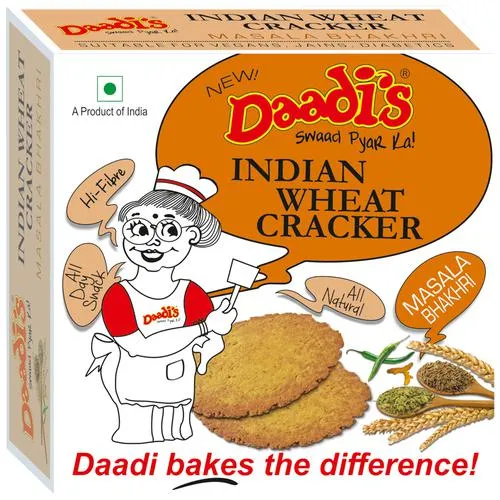 INDIAN WHEAT
CRACKER
MASALA BHAKHRI
SUITABLE FOR VEGANS, JAINS, DIABETICS
INDIAN WHEAT
CRACKER
MASALA BHAKHRI
Daadi's
Swaad Pyar Ka!
A Product of India
NEW!
Daadi's®
Swaad Pyar Ka!
INDIAN
WHEAT
CRACKER
Hi-Fibre
All
Day
Snack
Daadi's
Swaad Pyar Ka!
All
Natural
MASALA
BHAKHRI
Daadi bakes the difference!